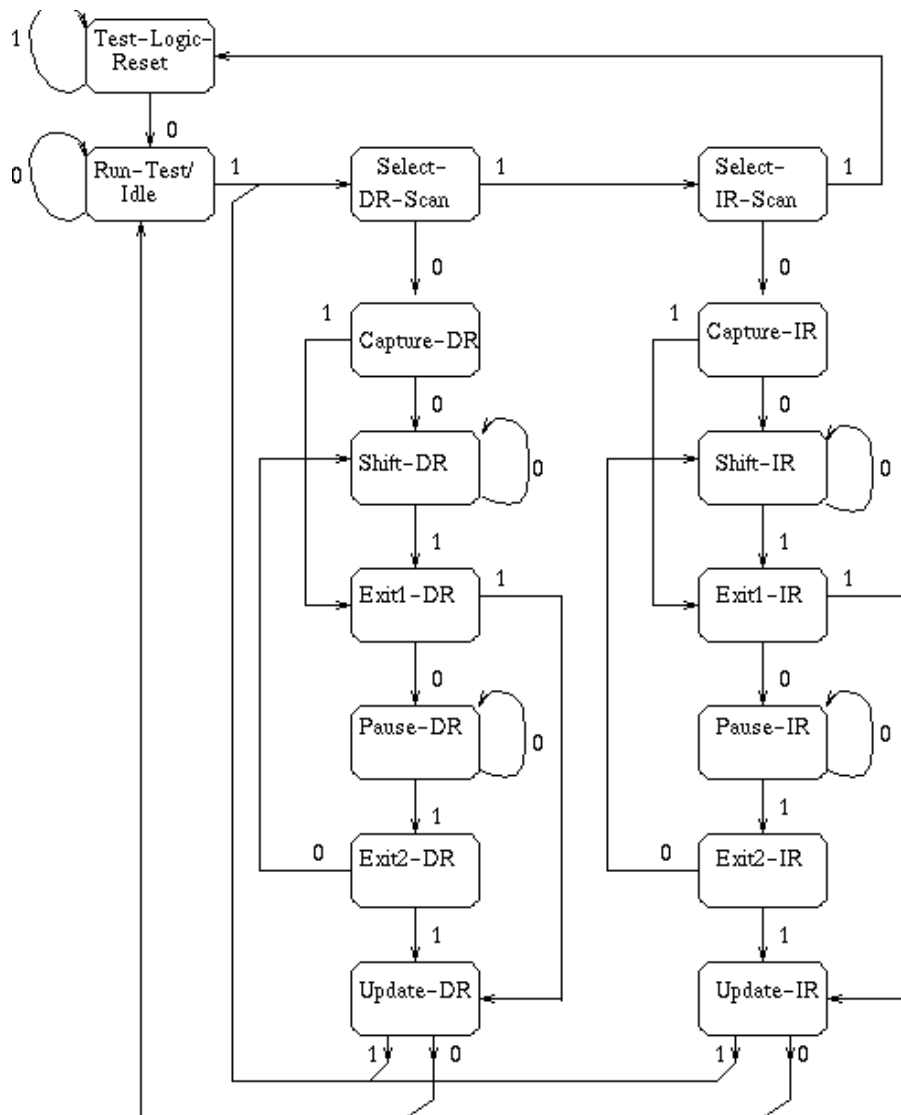 1
Test-Logic-
Reset
0
0
Run-Test/
Idle
1
Select-
DR-Scan
1
Select-
IR-Scan
1
0
0
1
Capture-DR
1
Capture-IR
0
0
Shift-DR
0
Shift-IR
0
1
1
Exit1-DR
1
Exit1-IR
1
0
0
Pause-DR
0
Pause-IR
0
1
1
0
Exit2-DR
0
Exit2-IR
1
1
Update-DR
Update-IR
1
0
1
0